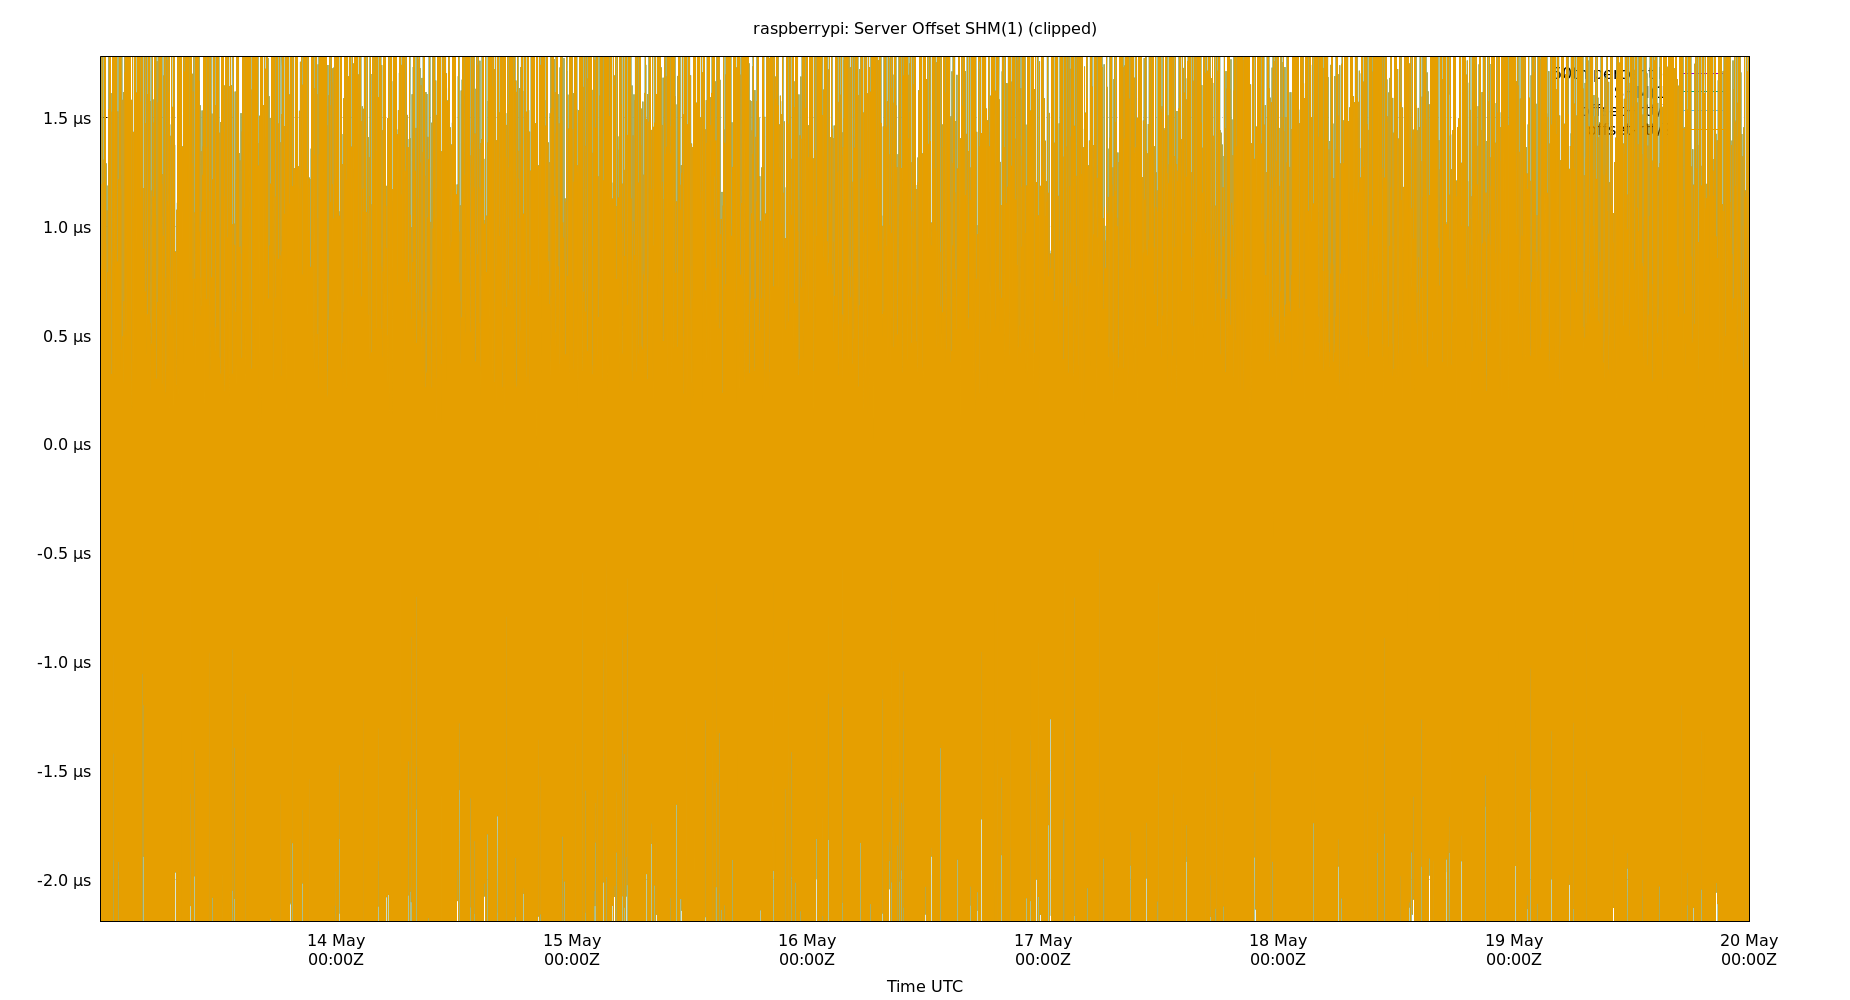 raspberrypi: Server Offset SHM(1) (clipped)
1.5 µs
1.0 µs
0.5 µs
0.0 µs
-0.5 µs
-1.0 µs
-1.5 µs
-2.0 µs
14 May
00:00Z
15 May
00:00Z
16 May
00:00Z
17 May
00:00Z
18 May
00:00Z
19 May
00:00Z
20 May
00:00Z
Time UTC